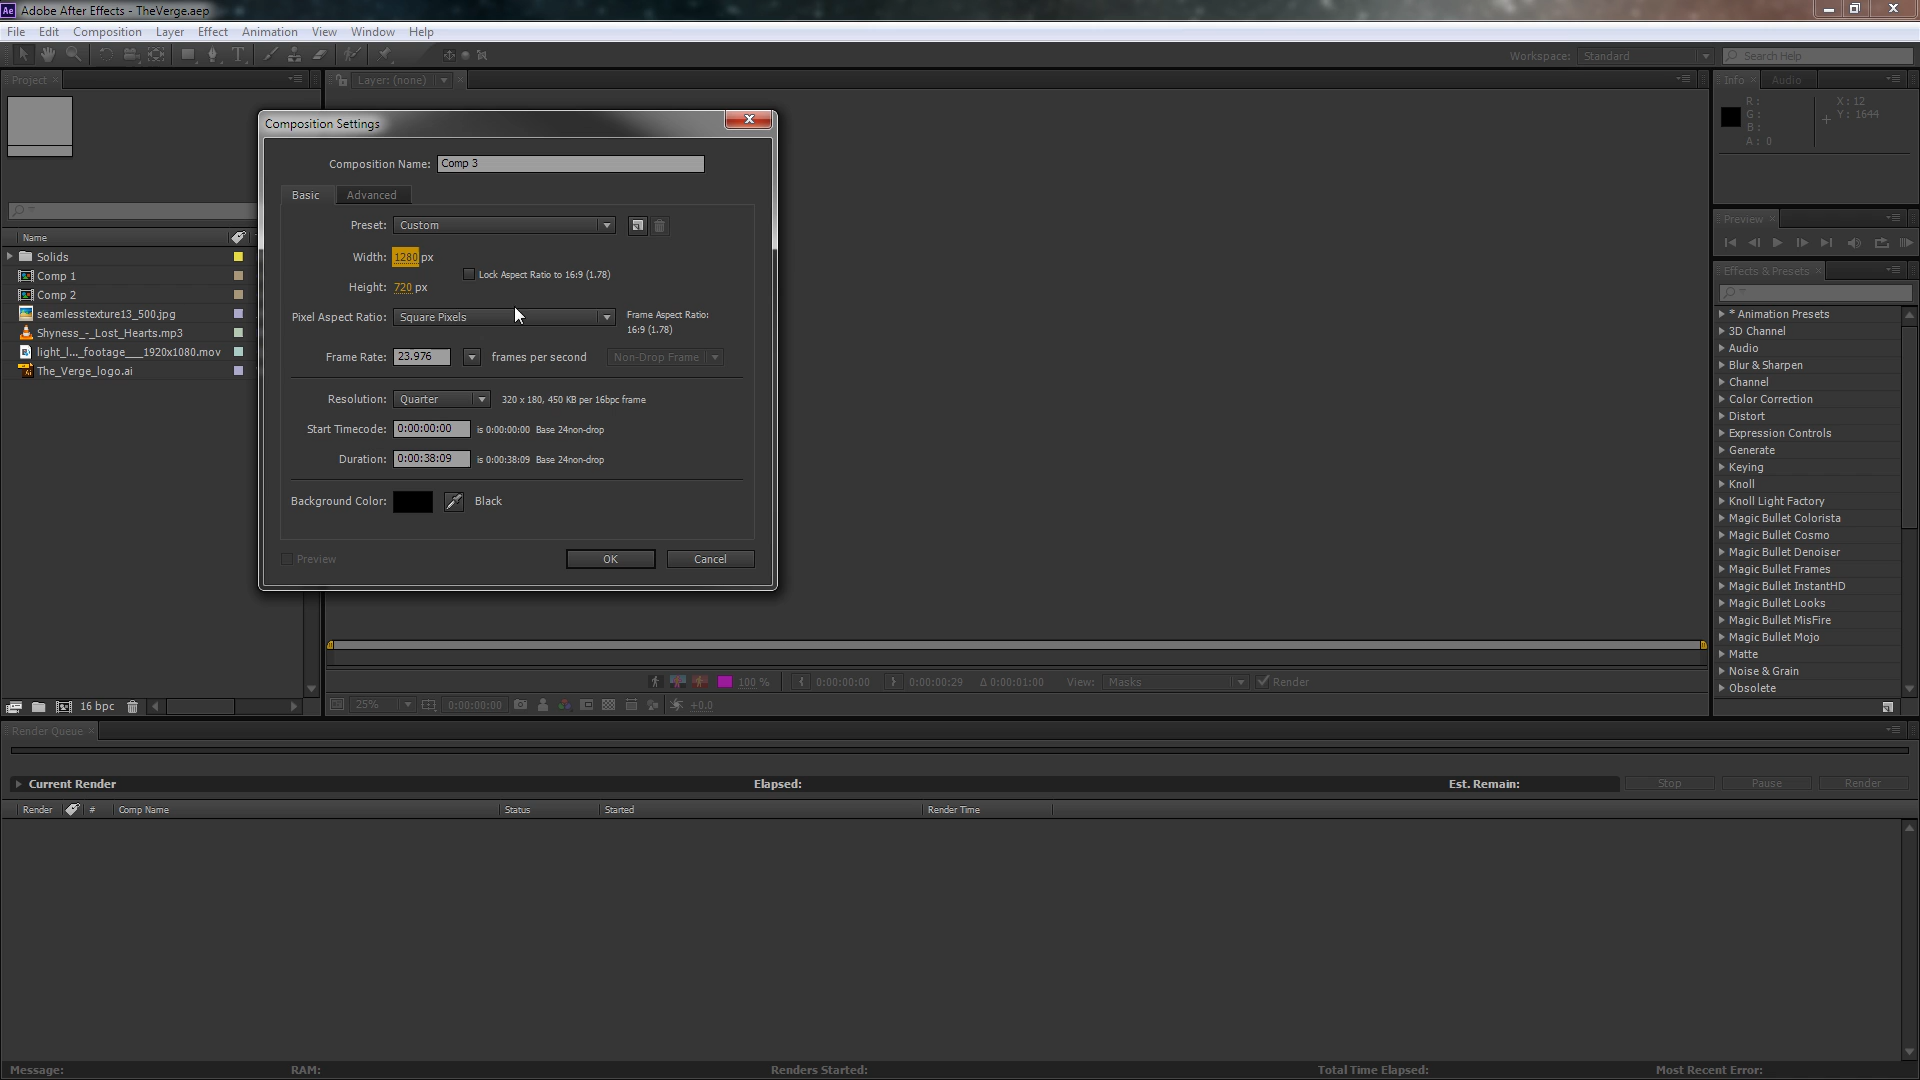 Ae Adobe After Effects - TheVerge.aep
File Edit Composition Layer Effect Animation View Window Help
Workspace: Standard Search Help
Project
Layer: (none)
Info Audio
R:
G:
B:
A: 0
X: 12
Y: 1644
Composition Settings
Composition Name: Comp 3
Basic Advanced
Preset: Custom
Width: 1280 px
Lock Aspect Ratio to 16:9 (1.78)
Height: 720 px
Pixel Aspect Ratio: Square Pixels
Frame Aspect Ratio:
16:9 (1.78)
Frame Rate: 23.976 frames per second Non-Drop Frame
Resolution: Quarter 320 x 180, 450 KB per 16bpc frame
Start Timecode: 0:00:00:00 is 0:00:00:00 Base 24non-drop
Duration: 0:00:38:09 is 0:00:38:09 Base 24non-drop
Background Color: Black
Preview OK Cancel
Name
Solids
Comp 1
Comp 2
seamlesstexture13_500.jpg
Shyness_-_Lost_Hearts.mp3
light_l..._footage___1920x1080.mov
The_Verge_logo.ai
Ai
16 bpc
Preview
Effects & Presets
* Animation Presets
3D Channel
Audio
Blur & Sharpen
Channel
Color Correction
Distort
Expression Controls
Generate
Keying
Knoll
Knoll Light Factory
Magic Bullet Colorista
Magic Bullet Cosmo
Magic Bullet Denoiser
Magic Bullet Frames
Magic Bullet InstantHD
Magic Bullet Looks
Magic Bullet MisFire
Magic Bullet Mojo
Matte
Noise & Grain
Obsolete
100 % 0:00:00:00 0:00:00:29 Δ 0:00:01:00 View: Masks Render
25% 0:00:00:00 +0.0
Render Queue
Current Render Elapsed: Est. Remain: Stop Pause Render
Render # Comp Name Status Started Render Time
Message: RAM: Renders Started: Total Time Elapsed: Most Recent Error: